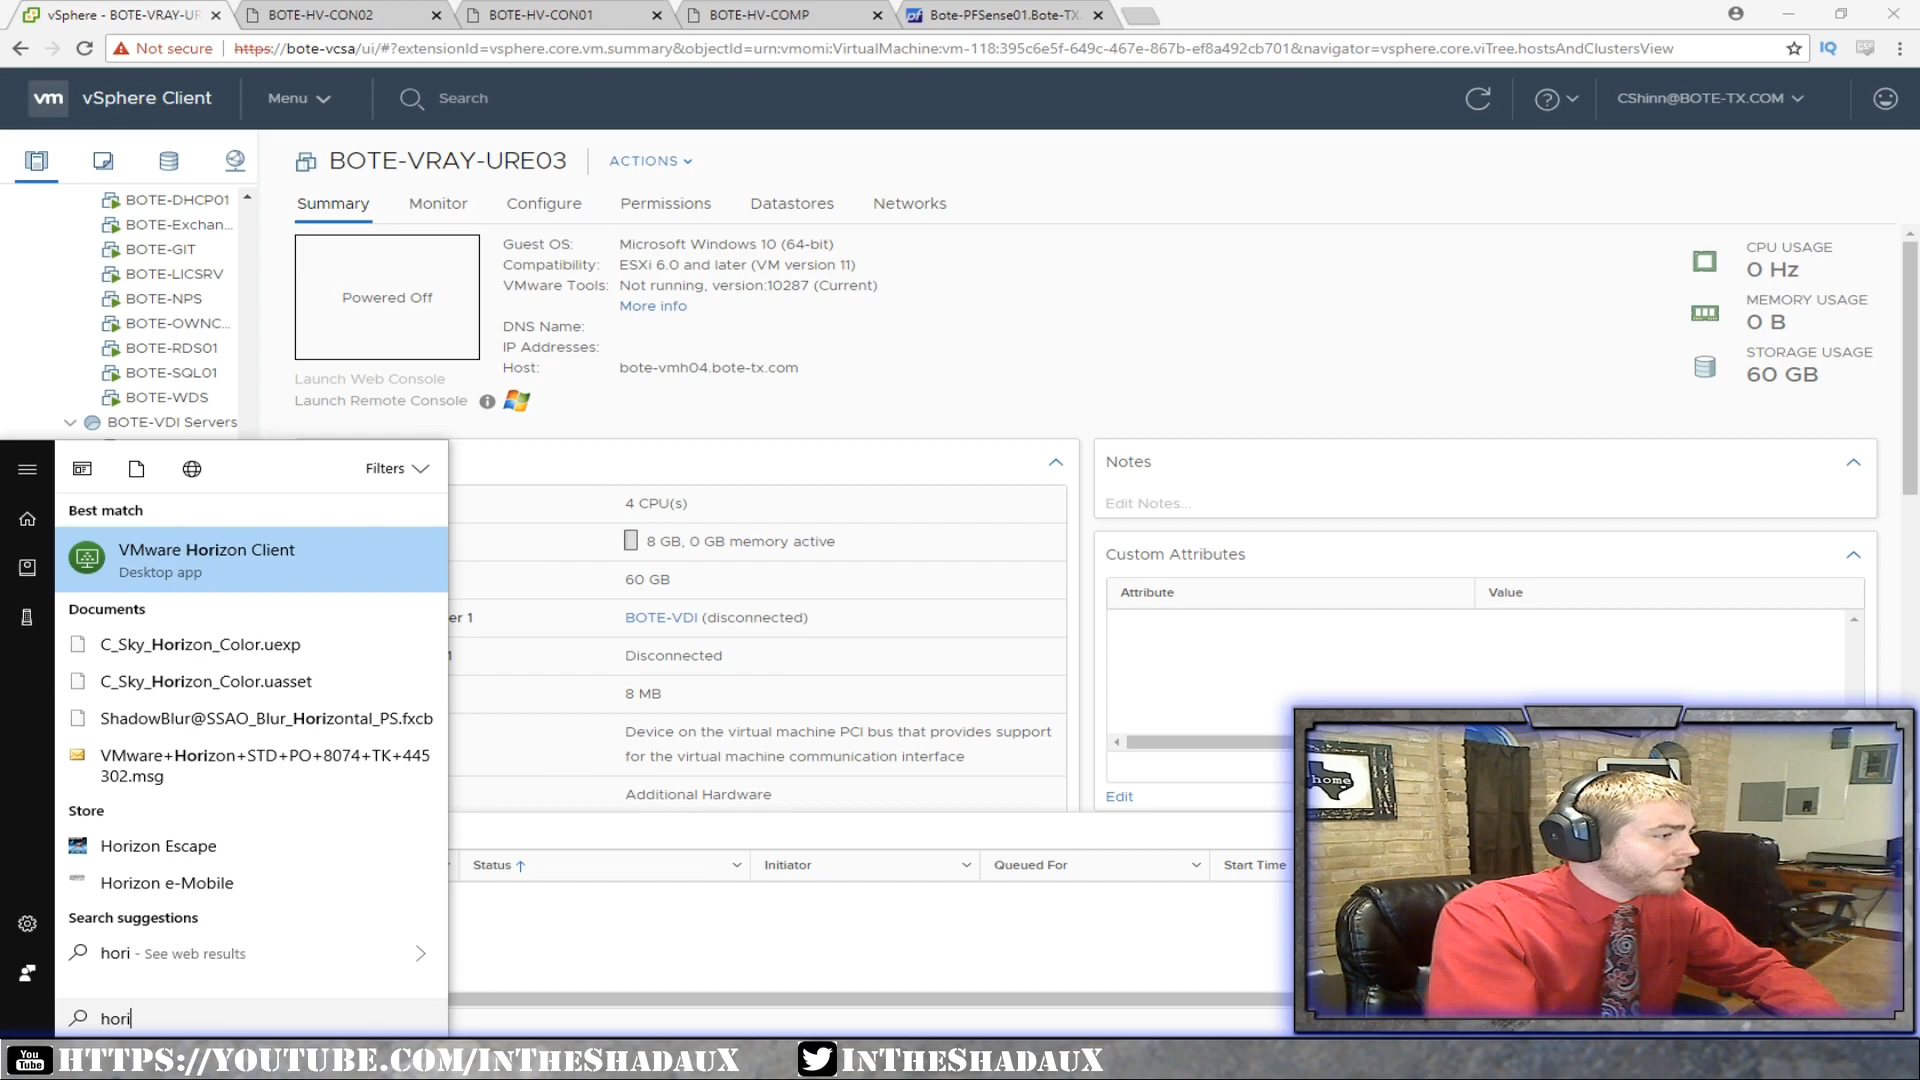 vSphere - BOTE-VRAY-UR
BOTE-HV-CON02
BOTE-HV-CON01
BOTE-HV-COMP
Bote-PFSense01.Bote-TX.
Not secure
https://bote-vcsa/ui/#?extensionId=vsphere.core.vm.summary&objectId=urn:vmomi:VirtualMachine:vm-118:395c6e5f-649c-467e-867b-ef8a492cb701&navigator=vsphere.core.viTree.hostsAndClustersView
IQ
CSS
vm
vSphere Client
Menu
Search
CShinn@BOTE-TX.COM
BOTE-DHCP01
BOTE-Exchan...
BOTE-GIT
BOTE-LICSRV
BOTE-NPS
BOTE-OWNC...
BOTE-RDS01
BOTE-SQL01
BOTE-WDS
BOTE-VDI Servers
BOTE-VRAY-URE03
ACTIONS
Summary
Monitor
Configure
Permissions
Datastores
Networks
Powered Off
Launch Web Console
Launch Remote Console
Guest OS: Microsoft Windows 10 (64-bit)
Compatibility: ESXi 6.0 and later (VM version 11)
VMware Tools: Not running, version:10287 (Current)
More info
DNS Name:
IP Addresses:
Host: bote-vmh04.bote-tx.com
CPU USAGE
0 Hz
MEMORY USAGE
0 B
STORAGE USAGE
60 GB
4 CPU(s)
8 GB, 0 GB memory active
60 GB
er 1 BOTE-VDI (disconnected)
1 Disconnected
8 MB
Device on the virtual machine PCI bus that provides support
for the virtual machine communication interface
Additional Hardware
Notes
Edit Notes...
Custom Attributes
Attribute Value
Edit
Status
Initiator
Queued For
Start Time
Filters
Best match
VMware Horizon Client
Desktop app
Documents
C_Sky_Horizon_Color.uexp
C_Sky_Horizon_Color.uasset
ShadowBlur@SSAO_Blur_Horizontal_PS.fxcb
VMware+Horizon+STD+PO+8074+TK+445
302.msg
Store
Horizon Escape
Horizon e-Mobile
Search suggestions
hori - See web results
hori
home
You
Tube
HTTPS://YOUTUBE.COM/INTHESHADAUX
INTHESHADAUX